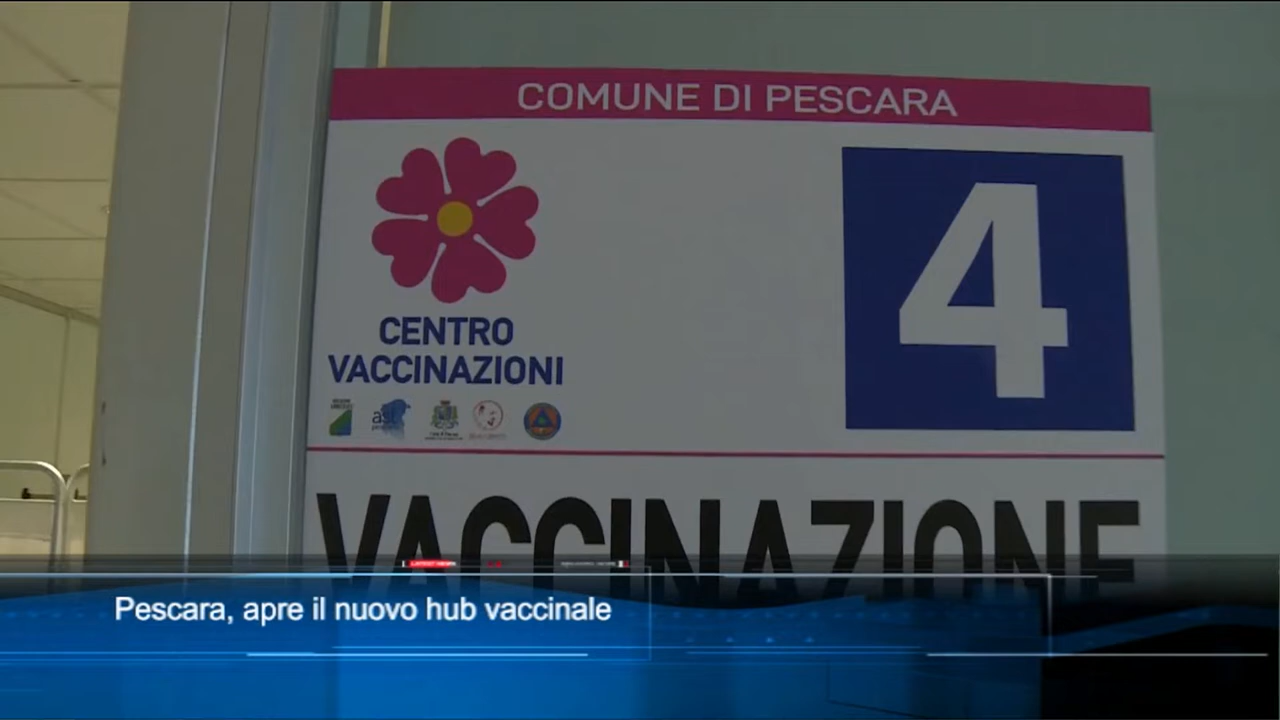 COMUNE DI PESCARA
4
CENTRO
VACCINAZIONI
VACCINAZIONE
Pescara, apre il nuovo hub vaccinale